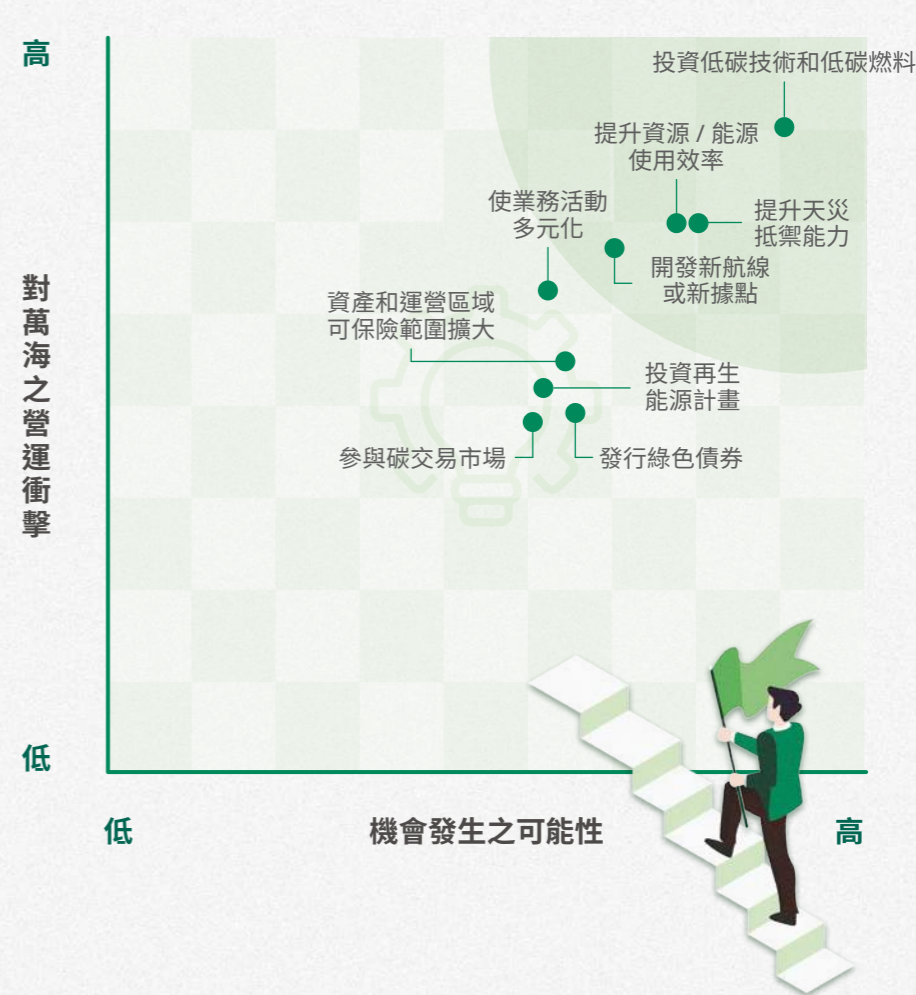 高
投資低碳技術和低碳燃料
提升資源 / 能源
使用效率
使業務活動
多元化
提升天災
抵禦能力
開發新航線
或新據點
資產和運營區域
可保險範圍擴大
投資再生
能源計畫
參與碳交易市場
發行綠色債券
對萬海之營運衝擊
低
低
機會發生之可能性
高